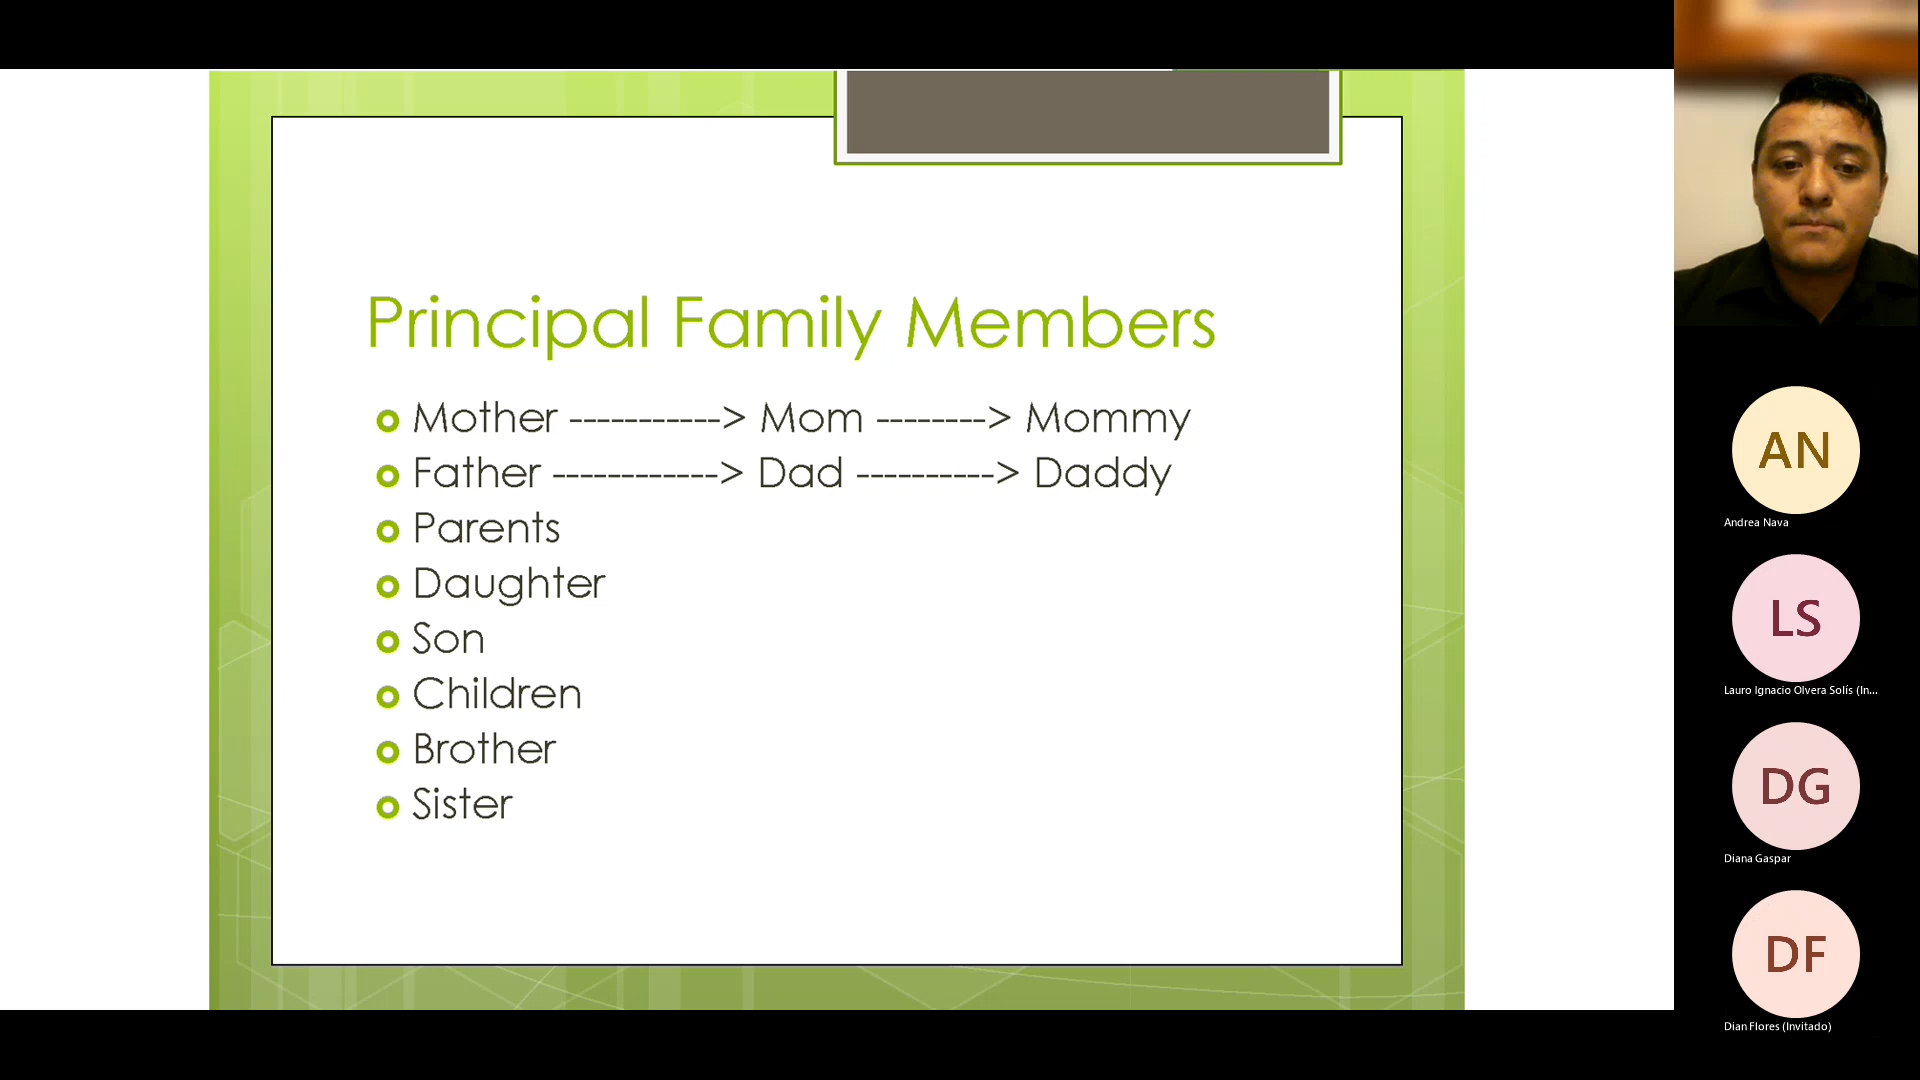 Principal Family Members
Mother -----------> Mom --------> Mommy
Father ------------> Dad ----------> Daddy
Parents
Daughter
Son
Children
Brother
Sister
AN
Andrea Nava
LS
Lauro Ignacio Olvera Solís (In...
DG
Diana Gaspar
DF
Dian Flores (Invitado)